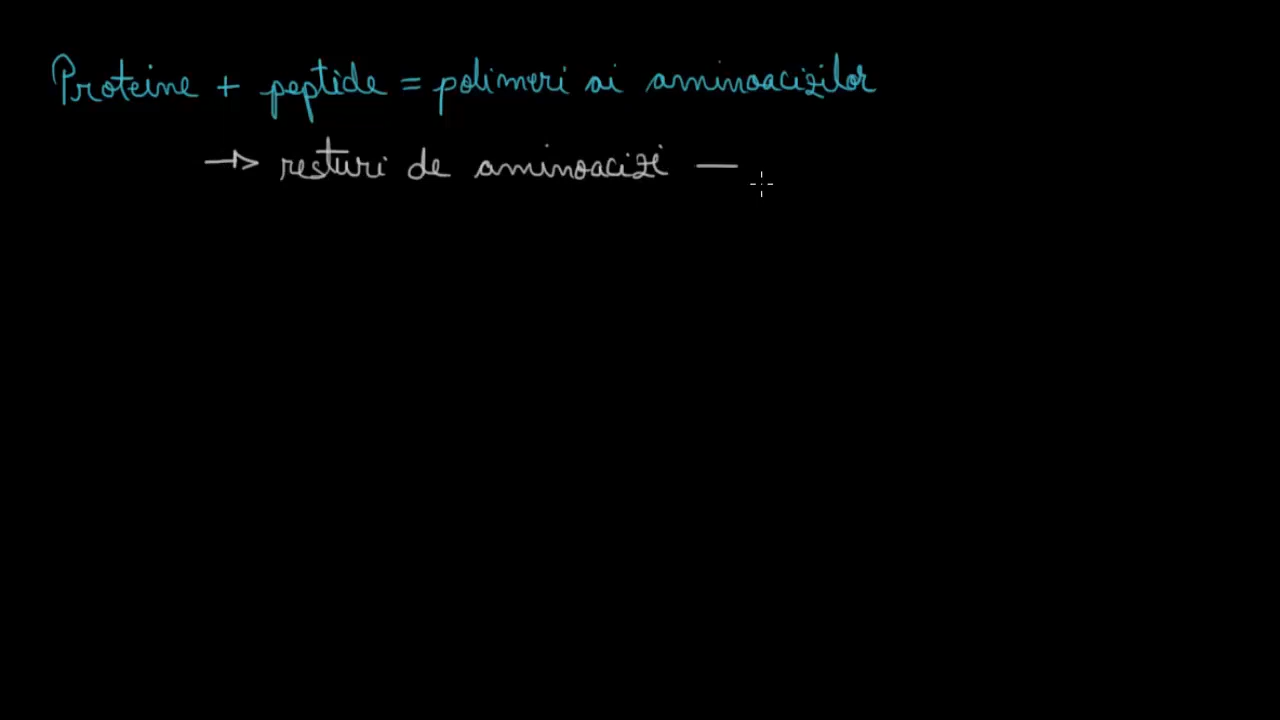 Proteine + peptide = polimeri ai aminoacizilor
→ resturi de aminoacizi —